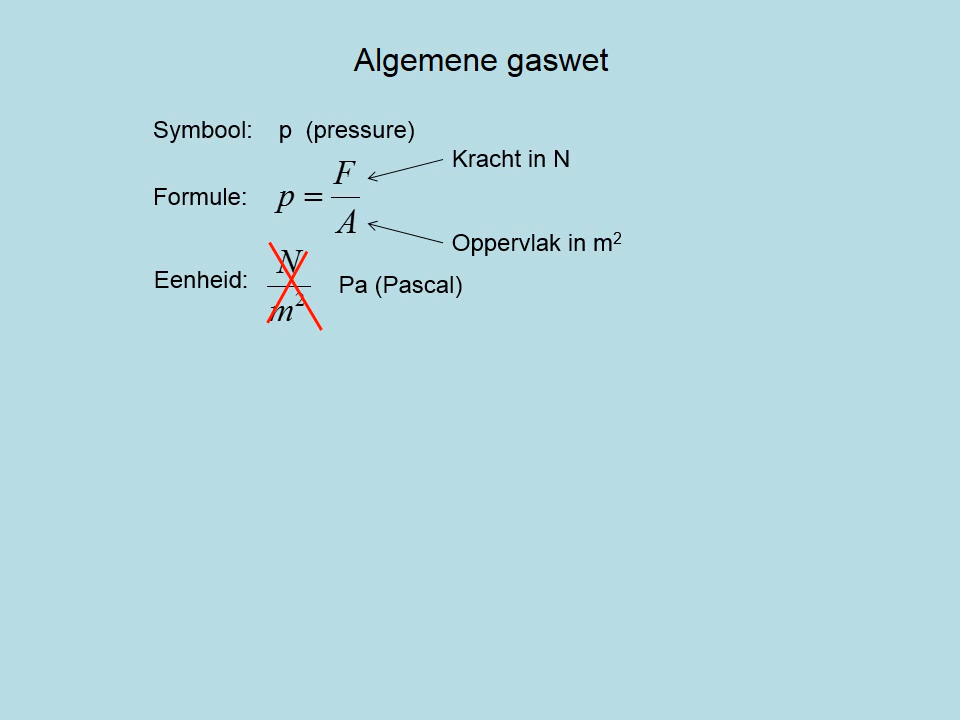 Algemene gaswet
Symbool: p (pressure)
Kracht in N
Formule: p = F/A
Oppervlak in m²
Eenheid: N/m² Pa (Pascal)